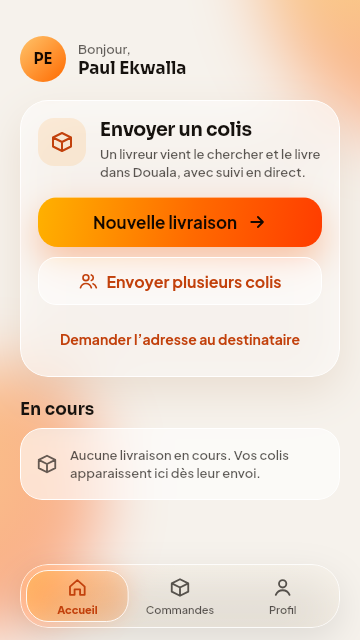 PE
Bonjour,
Paul Ekwalla
Envoyer un colis
Un livreur vient le chercher et le livre
dans Douala, avec suivi en direct.
Nouvelle livraison →
Envoyer plusieurs colis
Demander l’adresse au destinataire
En cours
Aucune livraison en cours. Vos colis
apparaissent ici dès leur envoi.
Accueil
Commandes
Profil